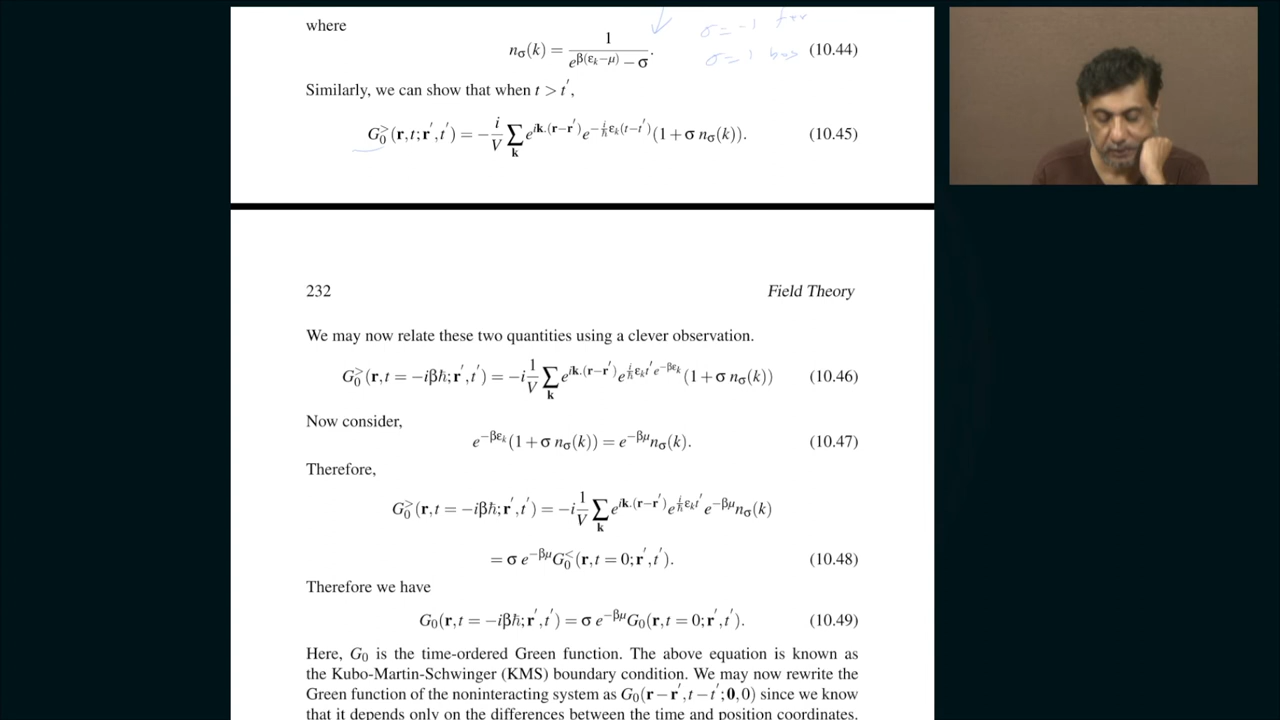 where
σ = -1 fer
n_σ(k) = 1 / (e^{β(ε_k−μ)} − σ). (10.44)
σ = 1 bos
Similarly, we can show that when t > t′,
G_0^>(r,t;r′,t′) = −(i/V) ∑_k e^{ik.(r−r′)} e^{−(i/ħ)ε_k(t−t′)} (1 + σ n_σ(k)). (10.45)
232 Field Theory
We may now relate these two quantities using a clever observation.
G_0^>(r,t = −iβħ;r′,t′) = −i(1/V) ∑_k e^{ik.(r−r′)} e^{(i/ħ)ε_k t′ e^{−βε_k}} (1 + σ n_σ(k)) (10.46)
Now consider,
e^{−βε_k}(1 + σ n_σ(k)) = e^{−βμ} n_σ(k). (10.47)
Therefore,
G_0^>(r,t = −iβħ;r′,t′) = −i(1/V) ∑_k e^{ik.(r−r′)} e^{(i/ħ)ε_k t′} e^{−βμ} n_σ(k)
= σ e^{−βμ} G_0^<(r,t = 0;r′,t′). (10.48)
Therefore we have
G_0(r,t = −iβħ;r′,t′) = σ e^{−βμ} G_0(r,t = 0;r′,t′). (10.49)
Here, G_0 is the time-ordered Green function. The above equation is known as
the Kubo-Martin-Schwinger (KMS) boundary condition. We may now rewrite the
Green function of the noninteracting system as G_0(r − r′,t − t′;0,0) since we know
that it depends only on the differences between the time and position coordinates.